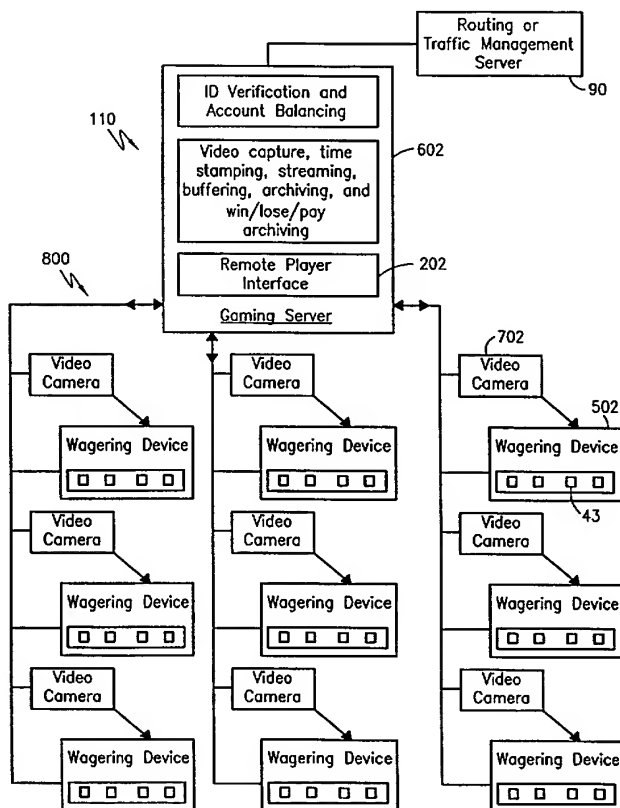 Routing or
Traffic Management
Server
90
ID Verification and
Account Balancing
110
602
Video capture, time
stamping, streaming,
buffering, archiving, and
win/lose/pay
archiving
800
202
Remote Player
Interface
Gaming Server
702
Video
Camera
Video
Camera
Video
Camera
502
Wagering Device
Wagering Device
Wagering Device
43
Video
Camera
Video
Camera
Video
Camera
Wagering Device
Wagering Device
Wagering Device
Video
Camera
Video
Camera
Video
Camera
Wagering Device
Wagering Device
Wagering Device